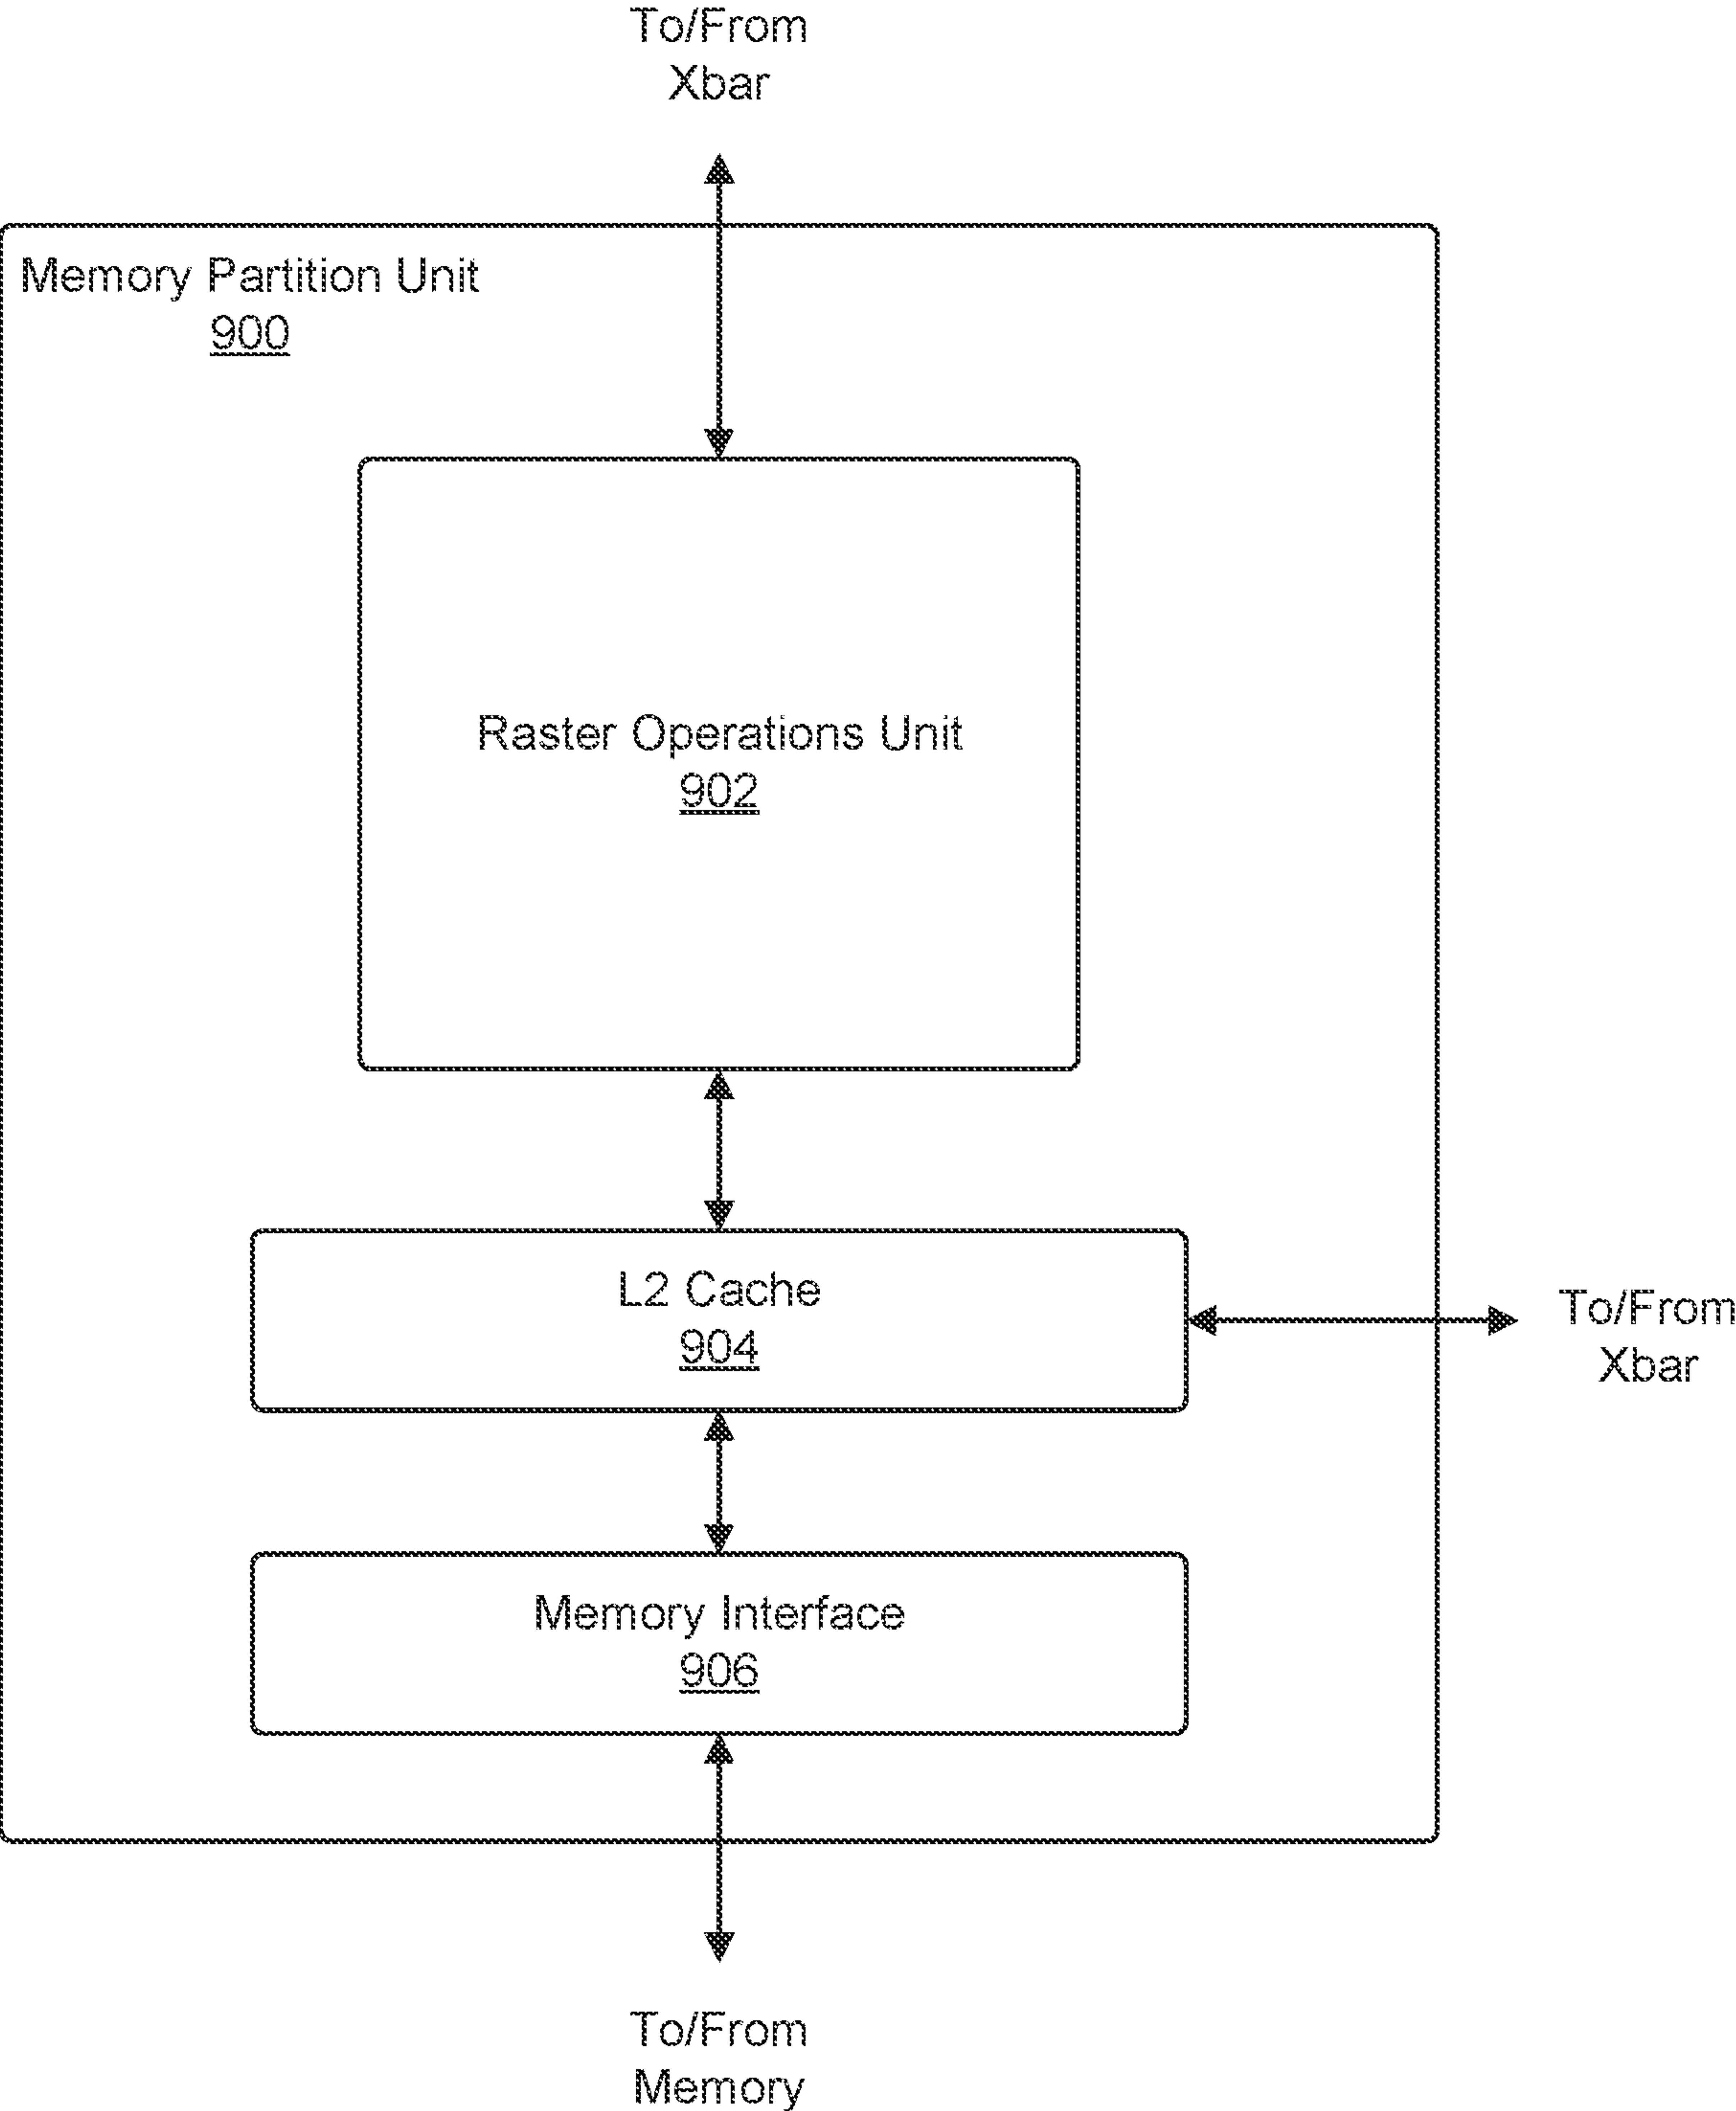 To/From
Xbar
Memory Partition Unit
900
Raster Operations Unit
902
L2 Cache
904
To/From
Xbar
Memory Interface
906
To/From
Memory